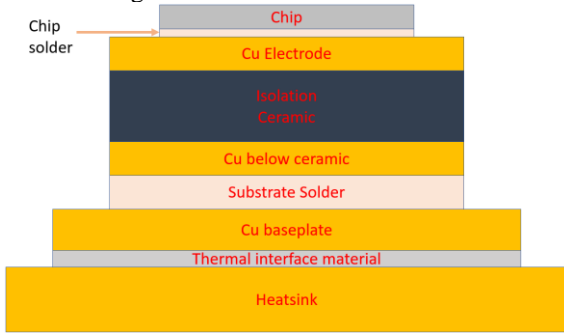 Chip
Chip
solder
Cu Electrode
Isolation
Ceramic
Cu below ceramic
Substrate Solder
Cu baseplate
Thermal interface material
Heatsink